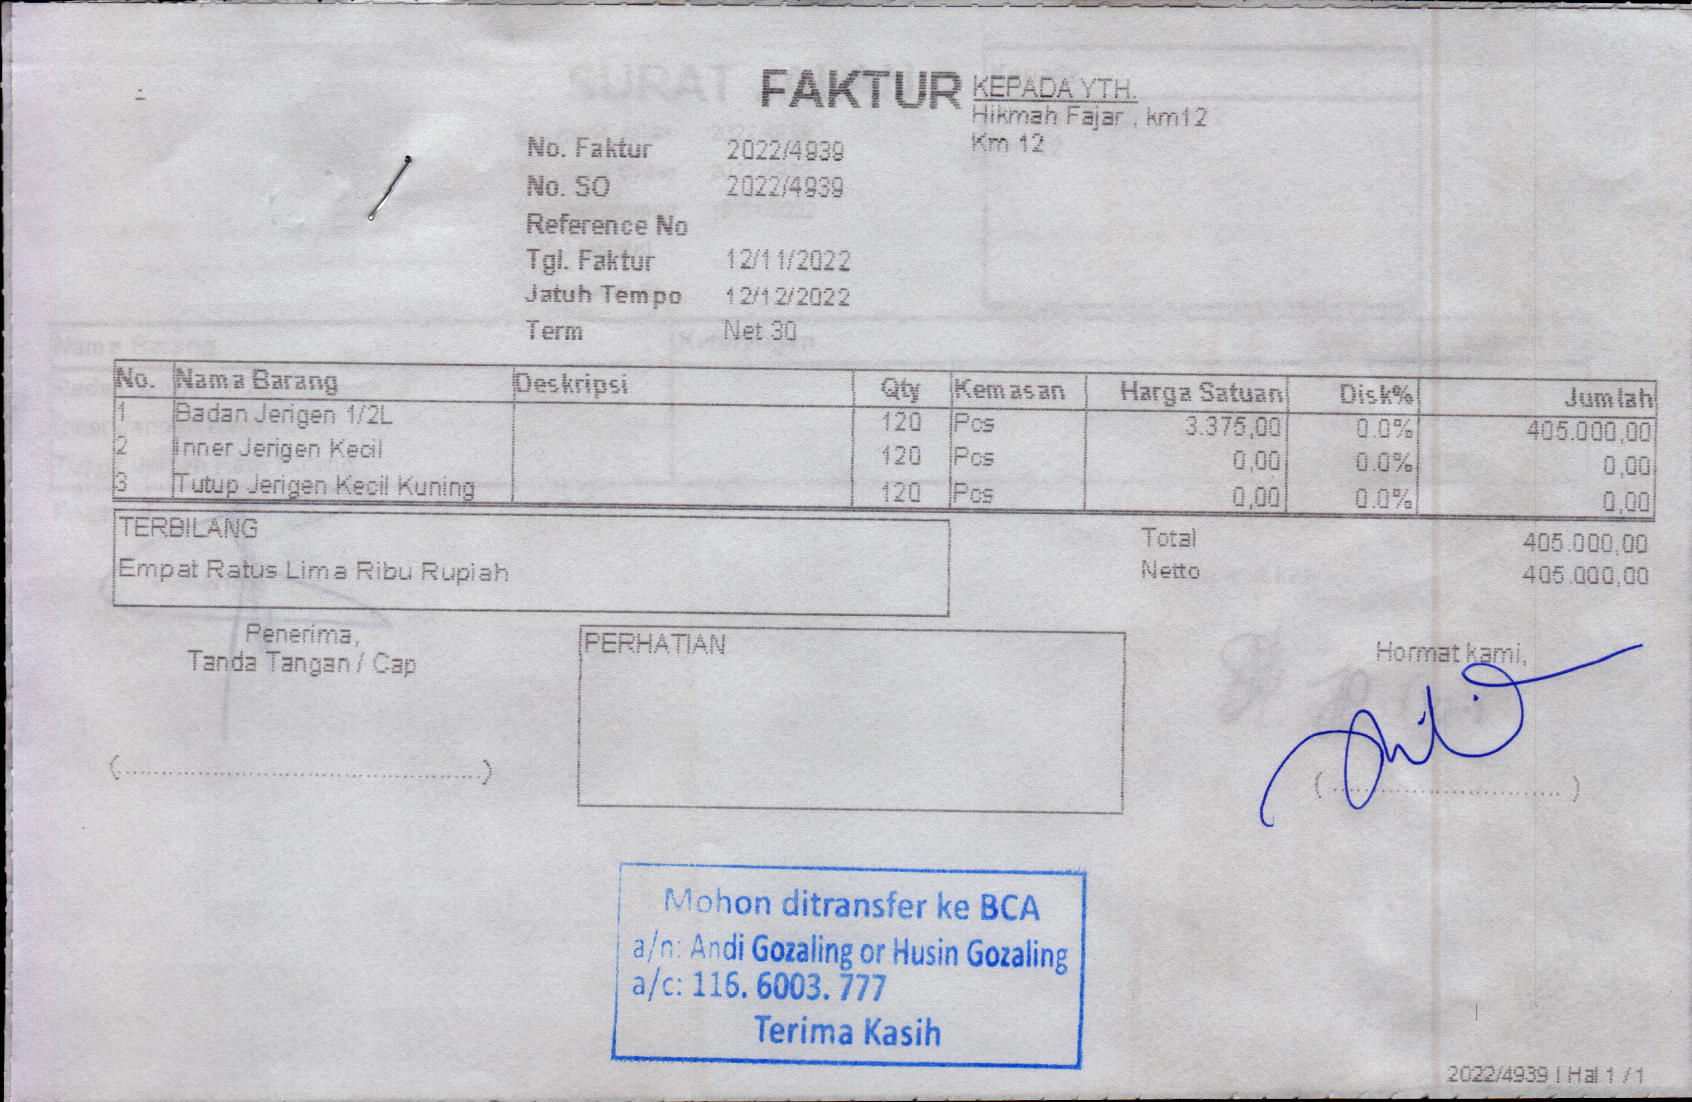 FAKTUR
KEPADA YTH.
Hikmah Fajar , km12
Km 12
No. Faktur 2022/4939
No. SO 2022/4939
Reference No
Tgl. Faktur 12/11/2022
Jatuh Tempo 12/12/2022
Term Net 30
No. Nama Barang Deskripsi Qty Kemasan Harga Satuan Disk% Jumlah
1 Badan Jerigen 1/2L 120 Pcs 3.375,00 0.0% 405.000,00
2 Inner Jerigen Kecil 120 Pcs 0,00 0.0% 0,00
3 Tutup Jerigen Kecil Kuning 120 Pcs 0,00 0.0% 0,00
TERBILANG
Empat Ratus Lima Ribu Rupiah
Total 405.000,00
Netto 405.000,00
Penerima,
Tanda Tangan / Cap
PERHATIAN
Hormat kami,
(..................................................)
(..................................)
Mohon ditransfer ke BCA
a/n: Andi Gozaling or Husin Gozaling
a/c: 116. 6003. 777
Terima Kasih
2022/4939 | Hal 1 / 1